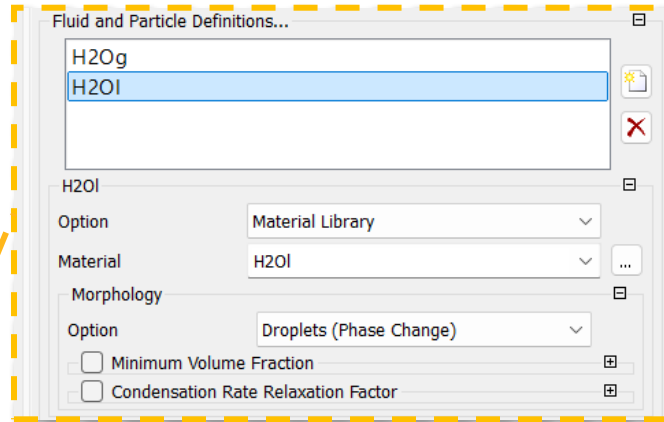 Fluid and Particle Definitions...
H2Og
H2Ol
H2Ol
Option Material Library
Material H2Ol ...
Morphology
Option Droplets (Phase Change)
Minimum Volume Fraction
Condensation Rate Relaxation Factor